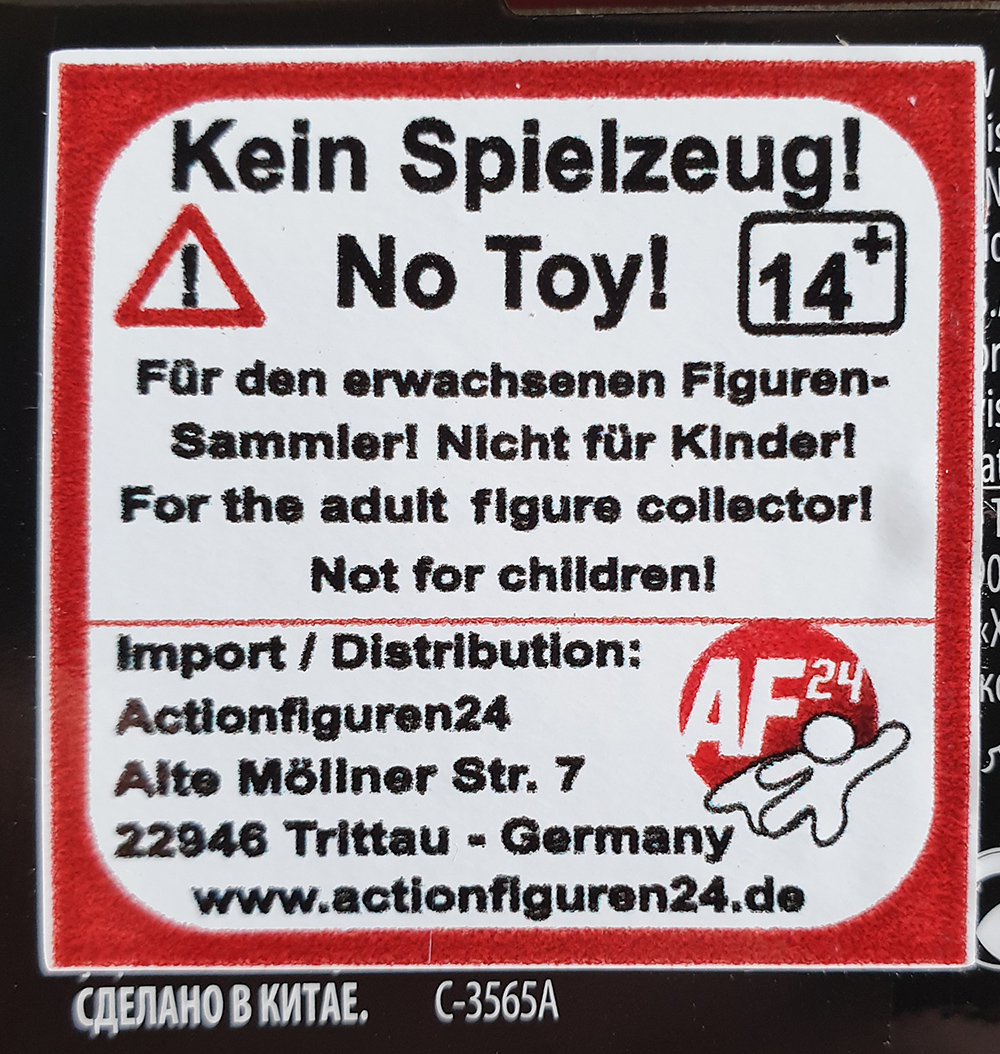 Kein Spielzeug!
!
No Toy!
14+
Für den erwachsenen Figuren-
Sammler! Nicht für Kinder!
For the adult figure collector!
Not for children!
Import / Distribution:
Actionfiguren24
Alte Möllner Str. 7
22946 Trittau - Germany
www.actionfiguren24.de
AF24
СДЕЛАНО В КИТАЕ. C-3565A